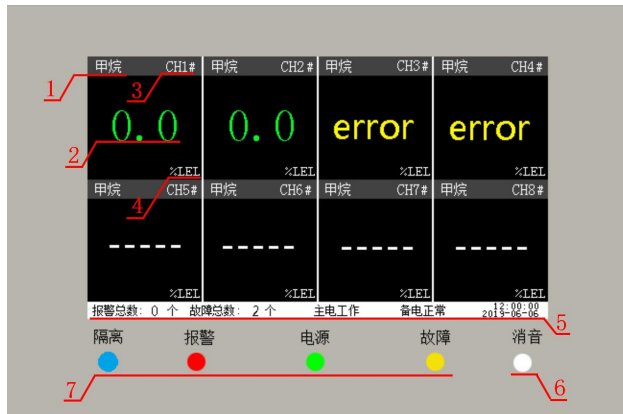 甲烷 CH1# 甲烷 CH2# 甲烷 CH3# 甲烷 CH4#
1
3
0.0 0.0 error error
2
%LEL %LEL %LEL %LEL
4
甲烷 CH5# 甲烷 CH6# 甲烷 CH7# 甲烷 CH8#
----- ----- ----- -----
%LEL %LEL %LEL %LEL
报警总数: 0 个 故障总数: 2 个 主电工作 备电正常 12:00:00
2019-06-06
5
隔离 报警 电源 故障 消音
7
6